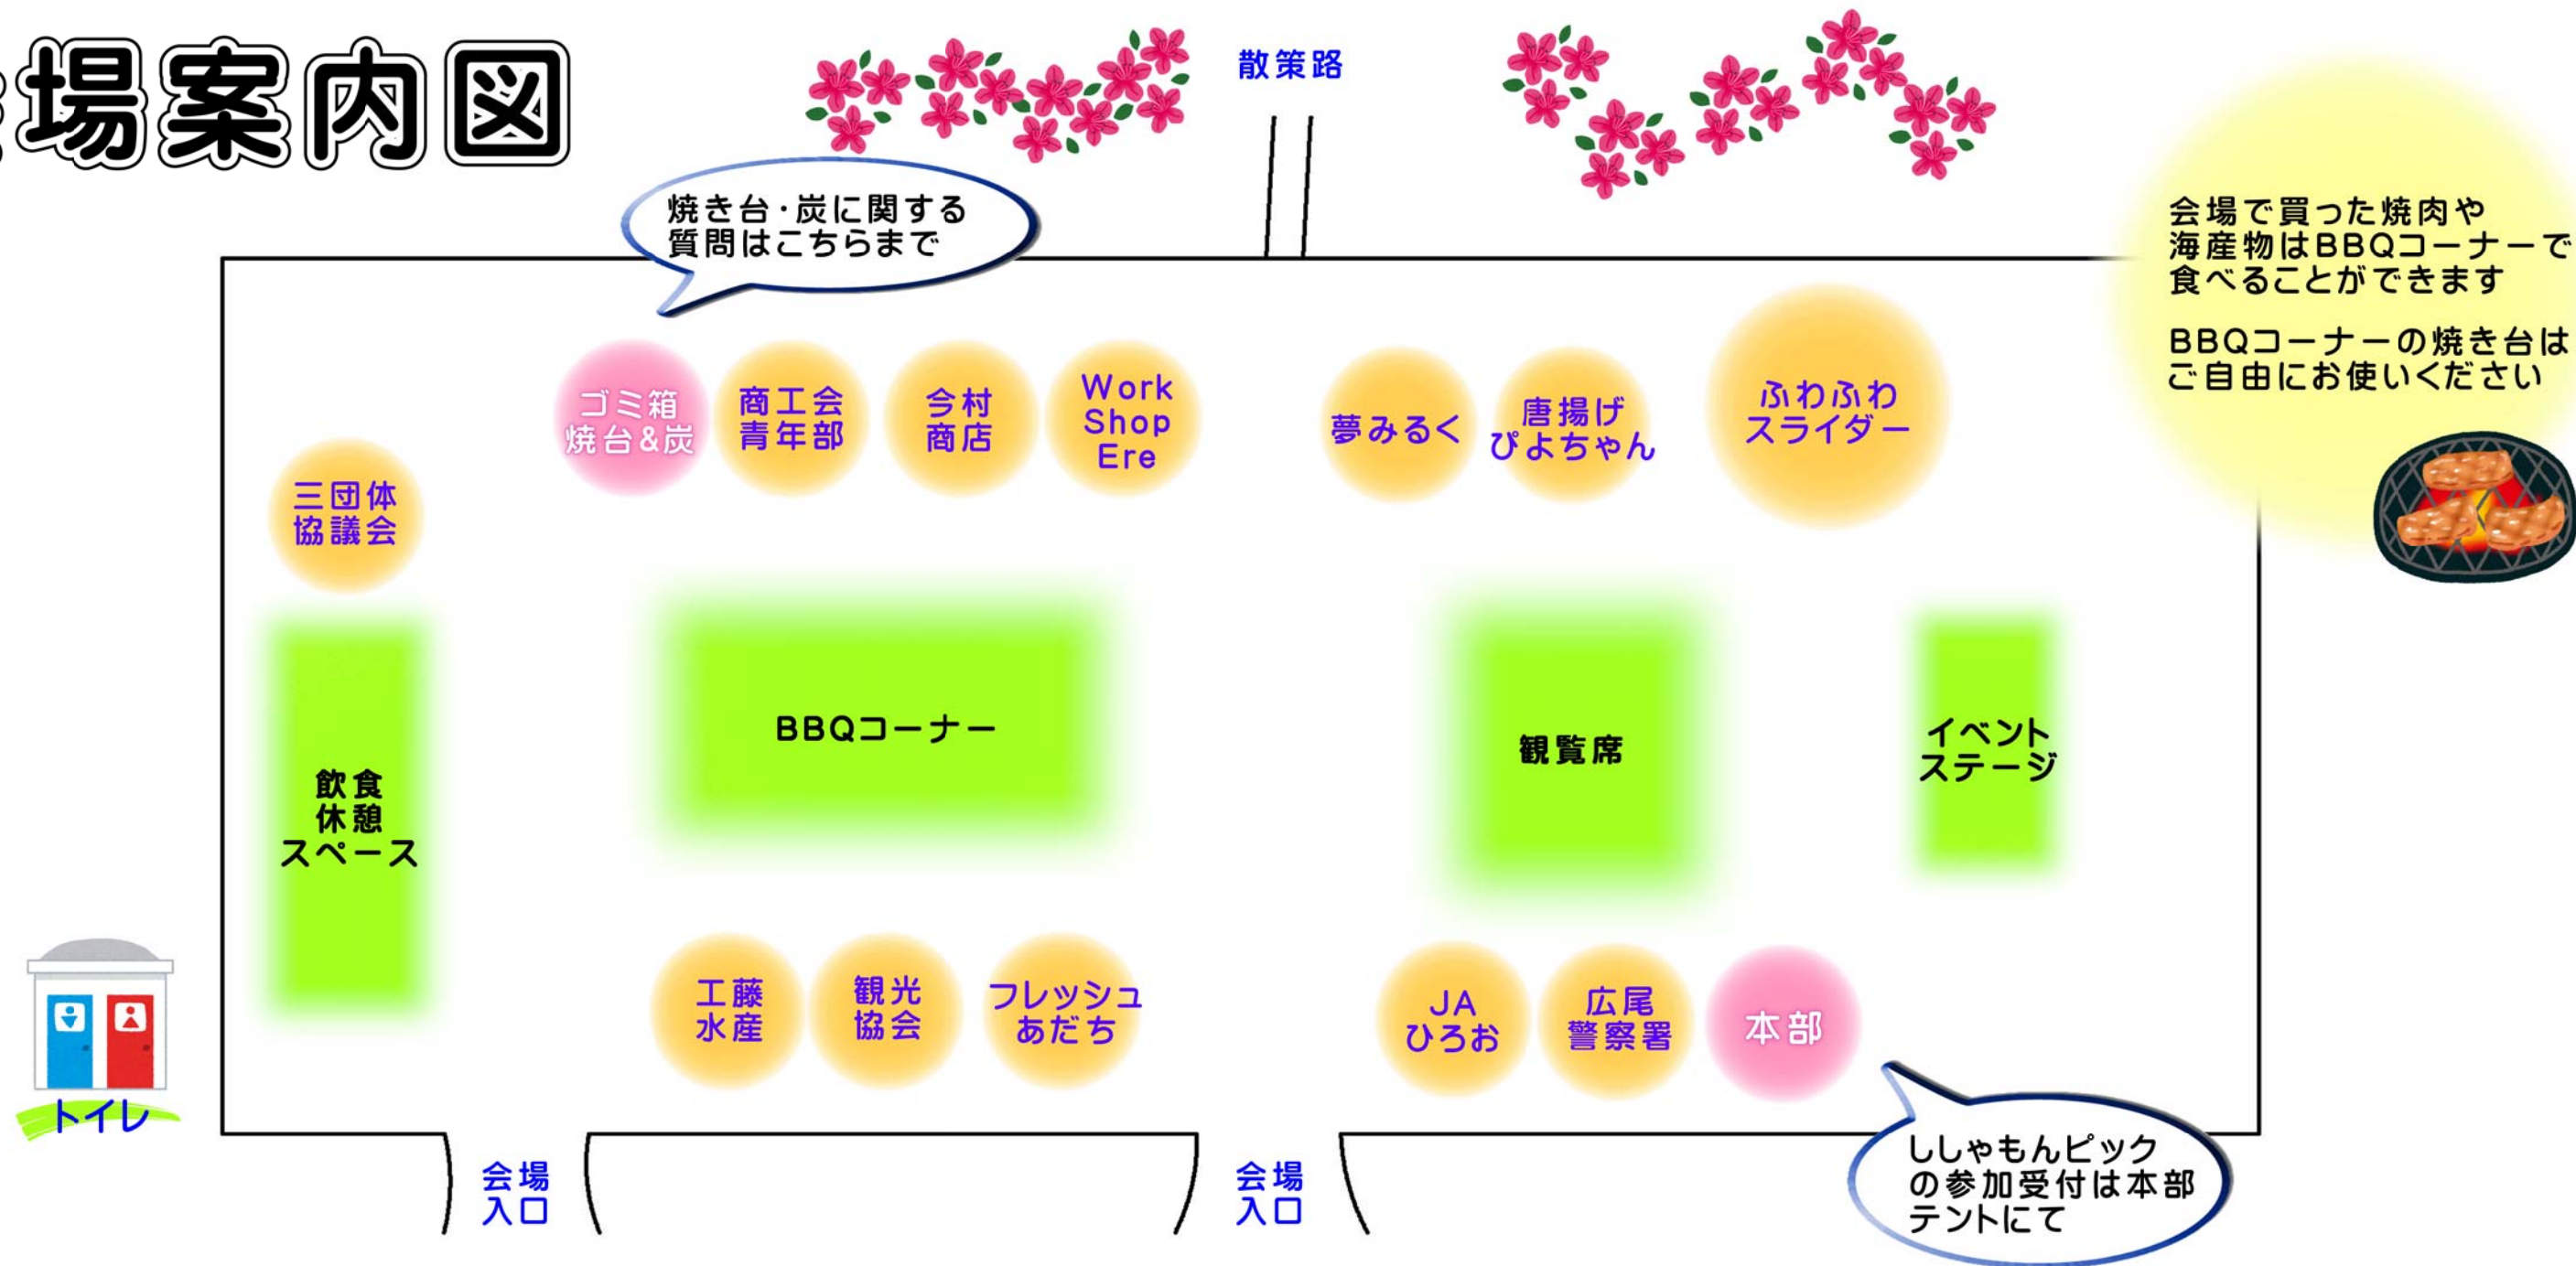 場案内図
散策路
焼き台・炭に関する
質問はこちらまで
会場で買った焼肉や
海産物はBBQコーナーで
食べることができます
BBQコーナーの焼き台は
ご自由にお使いください
ゴミ箱
焼台&炭
商工会
青年部
今村
商店
Work
Shop
Ere
夢みるく
唐揚げ
ぴよちゃん
ふわふわ
スライダー
三団体
協議会
飲食
休憩
スペース
BBQコーナー
観覧席
イベント
ステージ
工藤
水産
観光
協会
フレッシュ
あだち
JA
ひろお
広尾
警察署
本部
トイレ
会場
入口
会場
入口
ししゃもんピック
の参加受付は本部
テントにて